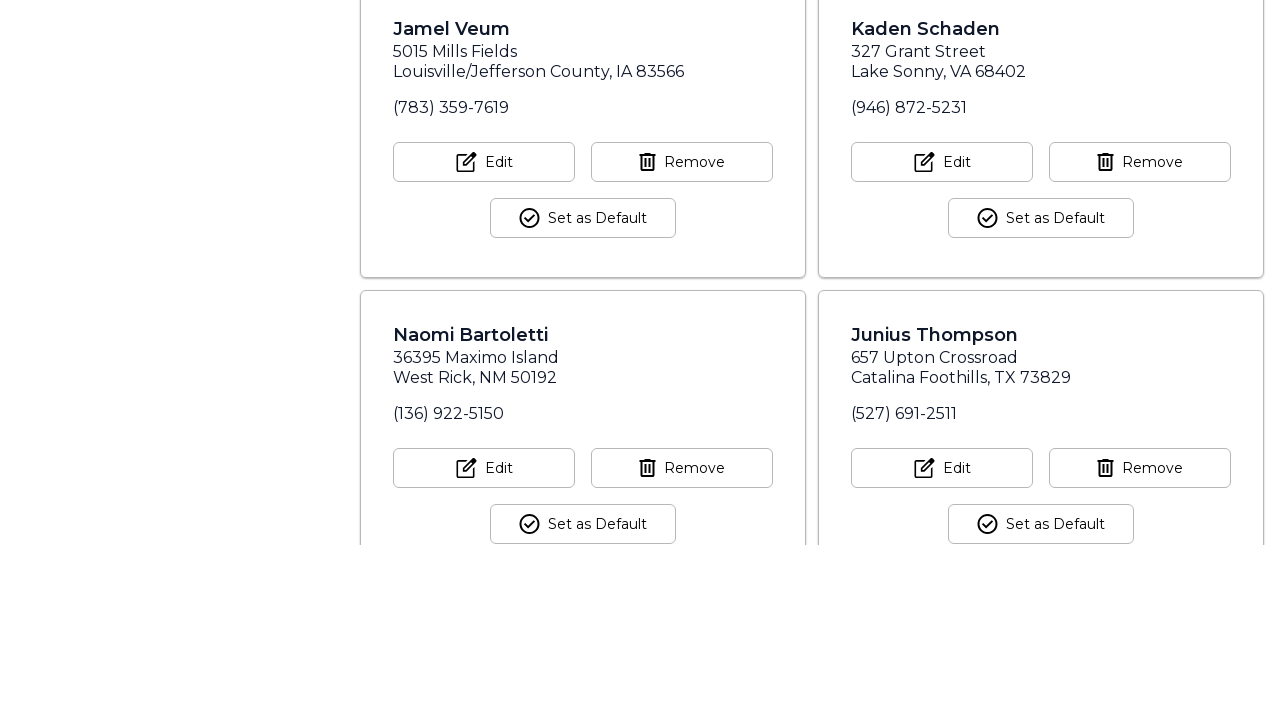 Jamel Veum
5015 Mills Fields
Louisville/Jefferson County, IA 83566
(783) 359-7619
Edit
Remove
Set as Default
Kaden Schaden
327 Grant Street
Lake Sonny, VA 68402
(946) 872-5231
Edit
Remove
Set as Default
Naomi Bartoletti
36395 Maximo Island
West Rick, NM 50192
(136) 922-5150
Edit
Remove
Set as Default
Junius Thompson
657 Upton Crossroad
Catalina Foothills, TX 73829
(527) 691-2511
Edit
Remove
Set as Default